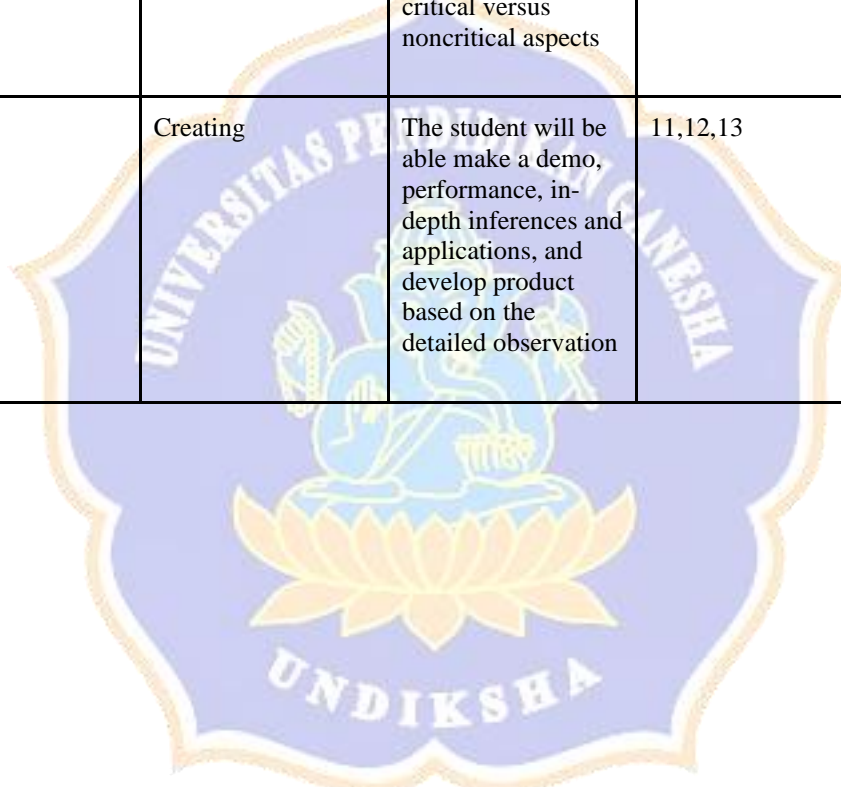 critical versus
noncritical aspects
Creating
The student will be
able make a demo,
performance, in-
depth inferences and
applications, and
develop product
based on the
detailed observation
11,12,13
UNIVERSITAS PENDIDIKAN GANESHA
UNDIKSHA